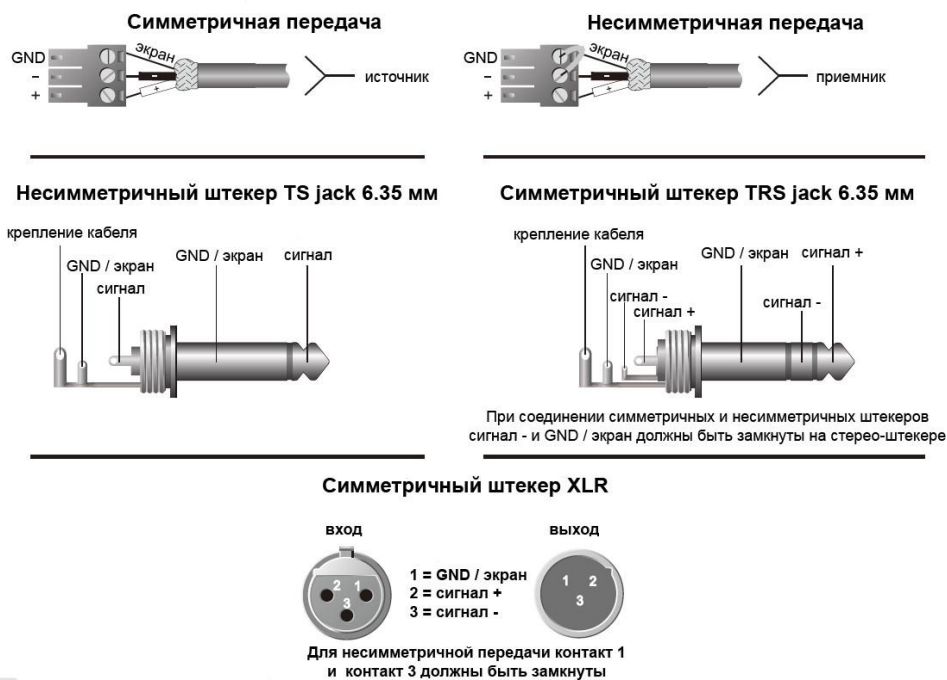 Симметричная передача
GND
–
+
экран
-
+
источник
Несимметричная передача
GND
–
+
экран
-
+
приемник
Несимметричный штекер TS jack 6.35 мм
крепление кабеля
GND / экран
сигнал
GND / экран
сигнал
Симметричный штекер TRS jack 6.35 мм
крепление кабеля
GND / экран
сигнал -
сигнал +
GND / экран
сигнал +
сигнал -
При соединении симметричных и несимметричных штекеров
сигнал - и GND / экран должны быть замкнуты на стерео-штекере
Симметричный штекер XLR
вход
2 1
3
1 = GND / экран
2 = сигнал +
3 = сигнал -
выход
1 2
3
Для несимметричной передачи контакт 1
и контакт 3 должны быть замкнуты